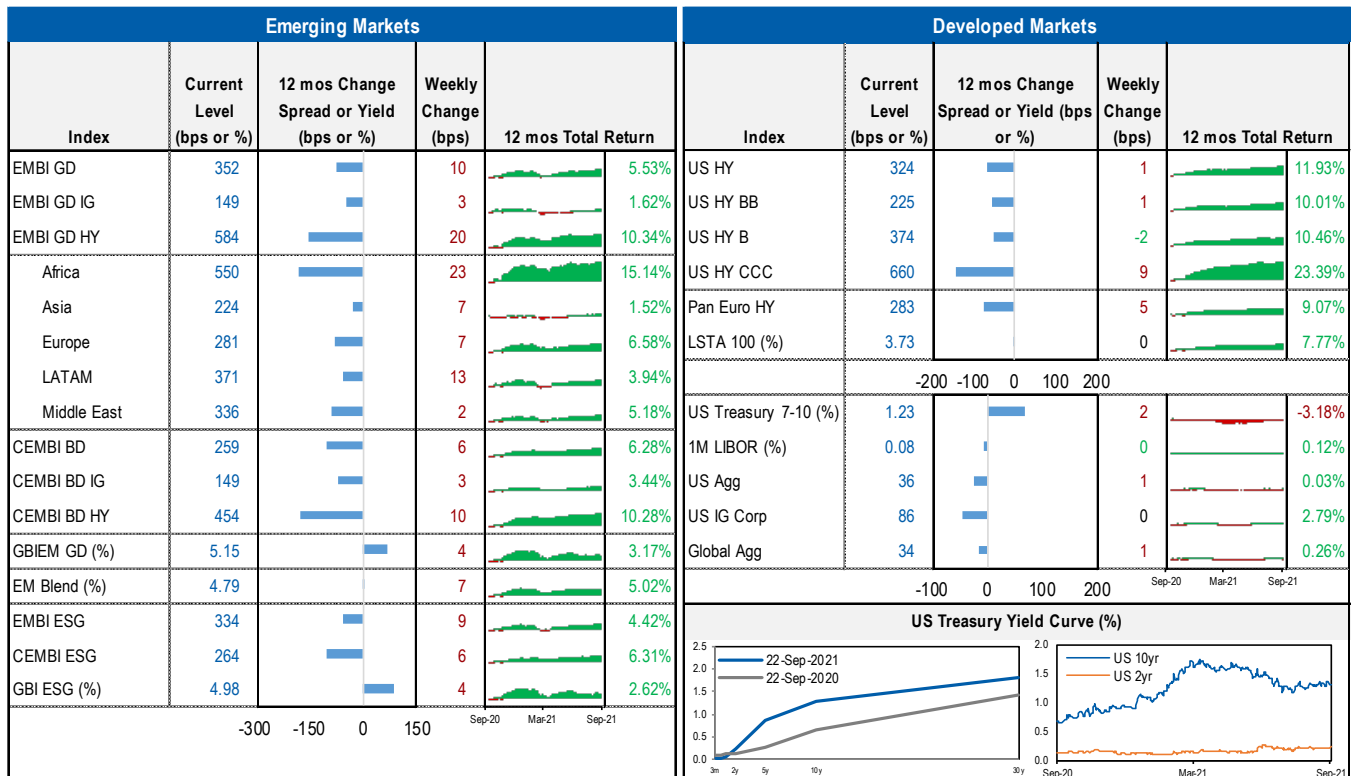 Emerging Markets
Index Current Level (bps or %) 12 mos Change Spread or Yield (bps or %) Weekly Change (bps) 12 mos Total Return
EMBI GD 352 10 5.53%
EMBI GD IG 149 3 1.62%
EMBI GD HY 584 20 10.34%
Africa 550 23 15.14%
Asia 224 7 1.52%
Europe 281 7 6.58%
LATAM 371 13 3.94%
Middle East 336 2 5.18%
CEMBI BD 259 6 6.28%
CEMBI BD IG 149 3 3.44%
CEMBI BD HY 454 10 10.28%
GBIEM GD (%) 5.15 4 3.17%
EM Blend (%) 4.79 7 5.02%
EMBI ESG 334 9 4.42%
CEMBI ESG 264 6 6.31%
GBI ESG (%) 4.98 4 2.62%
Sep-20 Mar-21 Sep-21
-300 -150 0 150
Developed Markets
Index Current Level (bps or %) 12 mos Change Spread or Yield (bps or %) Weekly Change (bps) 12 mos Total Return
US HY 324 1 11.93%
US HY BB 225 1 10.01%
US HY B 374 -2 10.46%
US HY CCC 660 9 23.39%
Pan Euro HY 283 5 9.07%
LSTA 100 (%) 3.73 0 7.77%
-200 -100 0 100 200
US Treasury 7-10 (%) 1.23 2 -3.18%
1M LIBOR (%) 0.08 0 0.12%
US Agg 36 1 0.03%
US IG Corp 86 0 2.79%
Global Agg 34 1 0.26%
Sep-20 Mar-21 Sep-21
-100 0 100 200
US Treasury Yield Curve (%)
2.5
2.0
1.5
1.0
0.5
0.0
22-Sep-2021
22-Sep-2020
3m 2y 5y 10y 30y
2.0
1.5
1.0
0.5
0.0
US 10yr
US 2yr
Sep-20 Mar-21 Sep-21